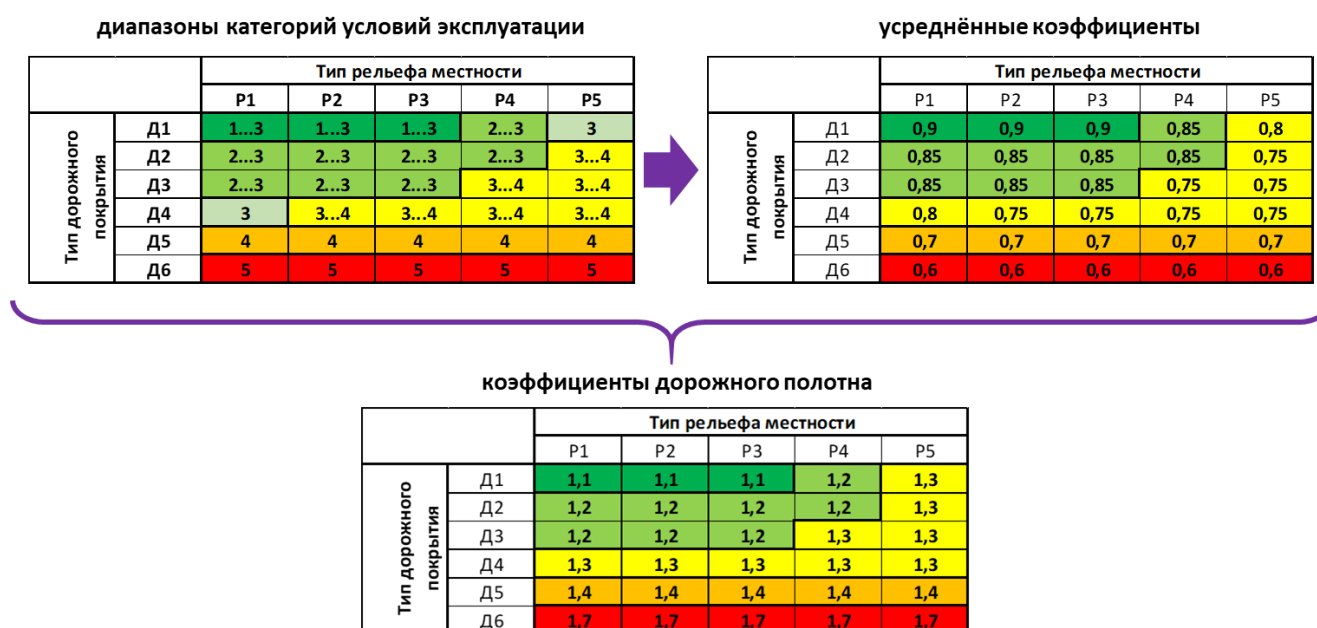 диапазоны категорий условий эксплуатации
Тип рельефа местности
Р1 Р2 Р3 Р4 Р5
Тип дорожного покрытия
Д1 1...3 1...3 1...3 2...3 3
Д2 2...3 2...3 2...3 2...3 3...4
Д3 2...3 2...3 2...3 3...4 3...4
Д4 3 3...4 3...4 3...4 3...4
Д5 4 4 4 4 4
Д6 5 5 5 5 5
усреднённые коэффициенты
Тип рельефа местности
Р1 Р2 Р3 Р4 Р5
Тип дорожного покрытия
Д1 0,9 0,9 0,9 0,85 0,8
Д2 0,85 0,85 0,85 0,85 0,75
Д3 0,85 0,85 0,85 0,75 0,75
Д4 0,8 0,75 0,75 0,75 0,75
Д5 0,7 0,7 0,7 0,7 0,7
Д6 0,6 0,6 0,6 0,6 0,6
коэффициенты дорожного полотна
Тип рельефа местности
Р1 Р2 Р3 Р4 Р5
Тип дорожного покрытия
Д1 1,1 1,1 1,1 1,2 1,3
Д2 1,2 1,2 1,2 1,2 1,3
Д3 1,2 1,2 1,2 1,3 1,3
Д4 1,3 1,3 1,3 1,3 1,3
Д5 1,4 1,4 1,4 1,4 1,4
Д6 1,7 1,7 1,7 1,7 1,7